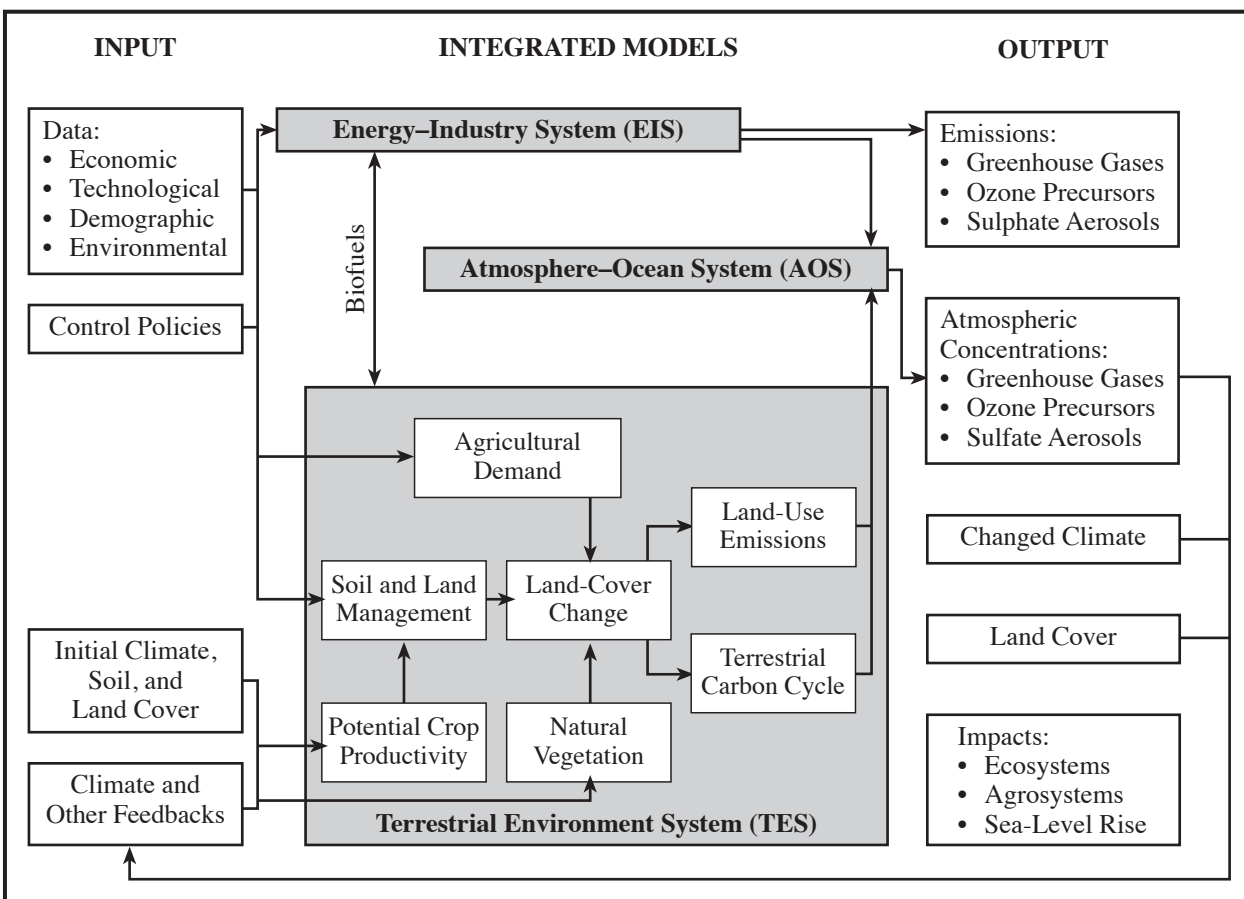 INPUT
INTEGRATED MODELS
OUTPUT
Data:
• Economic
• Technological
• Demographic
• Environmental
Control Policies
Initial Climate,
Soil, and
Land Cover
Climate and
Other Feedbacks
Energy–Industry System (EIS)
Biofuels
Atmosphere–Ocean System (AOS)
Agricultural
Demand
Soil and Land
Management
Land-Cover
Change
Land-Use
Emissions
Terrestrial
Carbon Cycle
Potential Crop
Productivity
Natural
Vegetation
Terrestrial Environment System (TES)
Emissions:
• Greenhouse Gases
• Ozone Precursors
• Sulphate Aerosols
Atmospheric
Concentrations:
• Greenhouse Gases
• Ozone Precursors
• Sulfate Aerosols
Changed Climate
Land Cover
Impacts:
• Ecosystems
• Agrosystems
• Sea-Level Rise